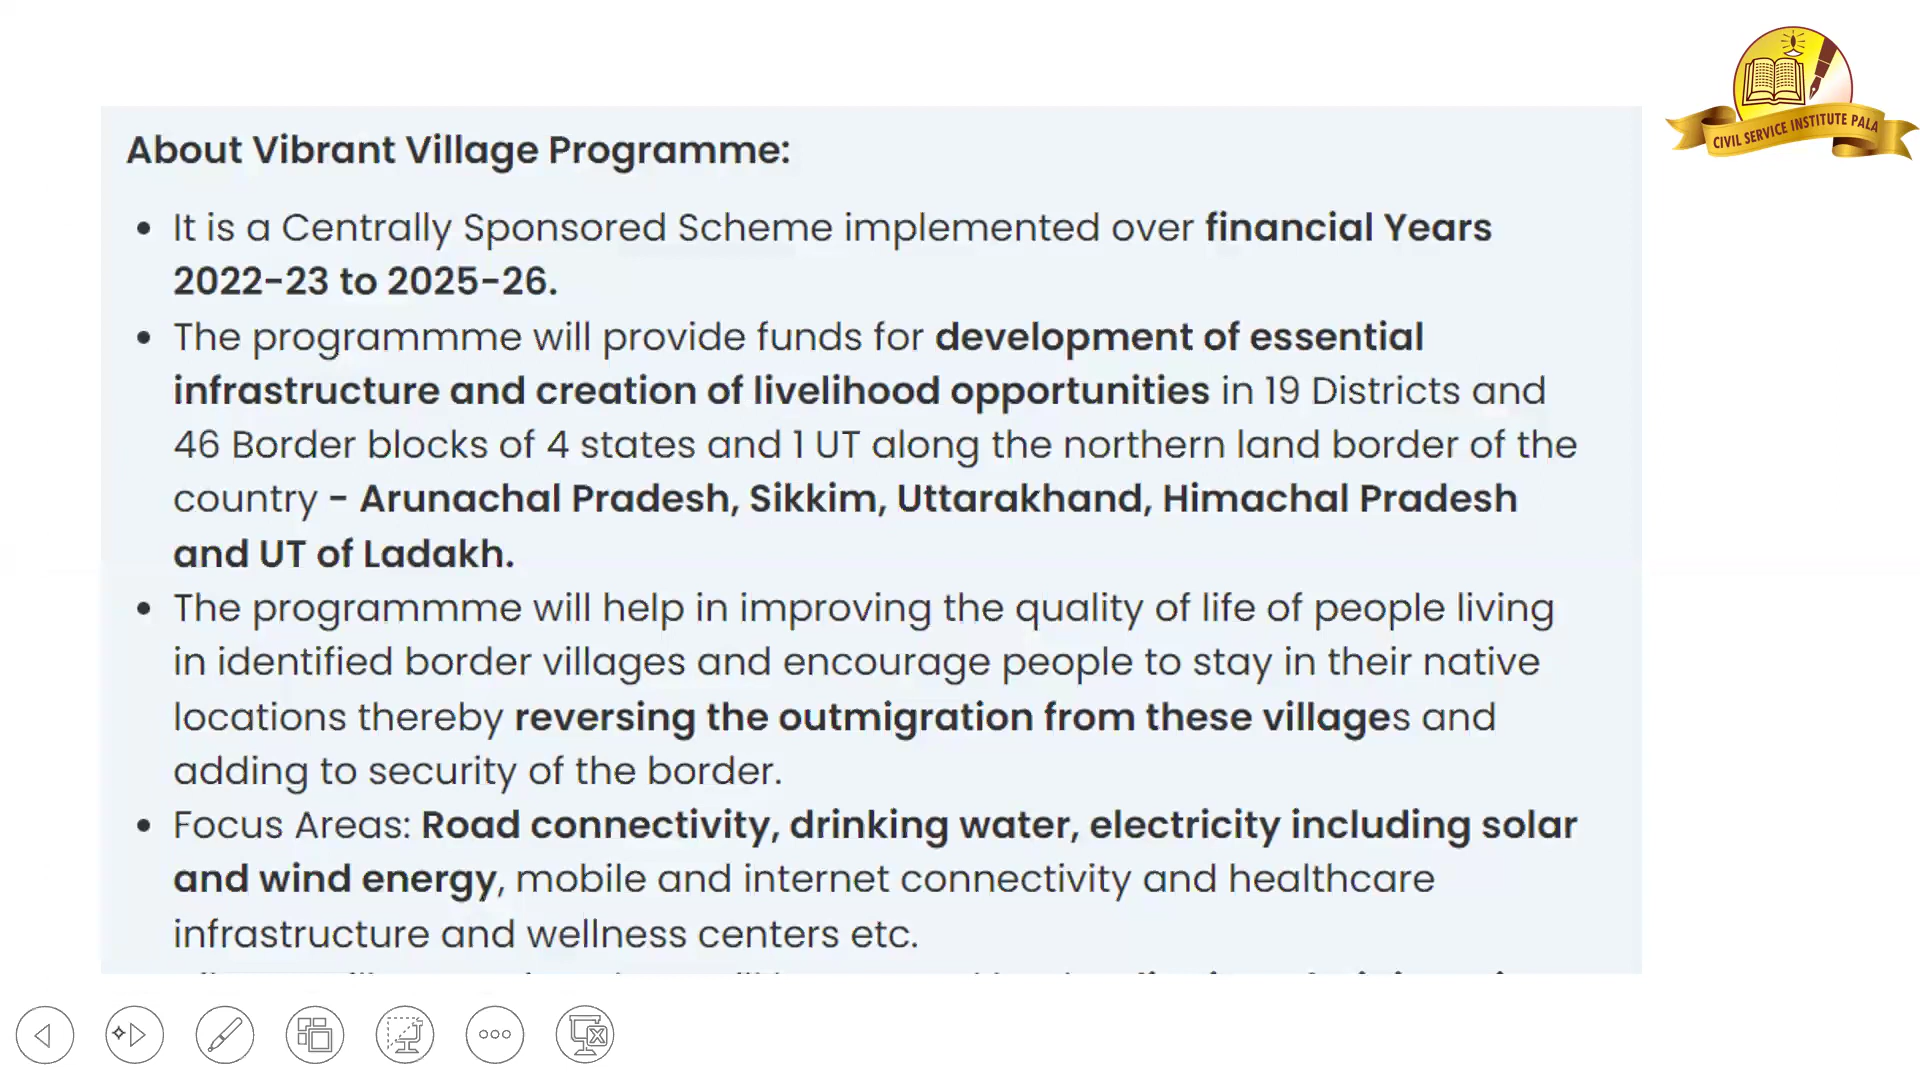 CIVIL SERVICE INSTITUTE PALA
About Vibrant Village Programme:
• It is a Centrally Sponsored Scheme implemented over financial Years
2022-23 to 2025-26.
• The programmme will provide funds for development of essential
infrastructure and creation of livelihood opportunities in 19 Districts and
46 Border blocks of 4 states and 1 UT along the northern land border of the
country - Arunachal Pradesh, Sikkim, Uttarakhand, Himachal Pradesh
and UT of Ladakh.
• The programmme will help in improving the quality of life of people living
in identified border villages and encourage people to stay in their native
locations thereby reversing the outmigration from these villages and
adding to security of the border.
• Focus Areas: Road connectivity, drinking water, electricity including solar
and wind energy, mobile and internet connectivity and healthcare
infrastructure and wellness centers etc.